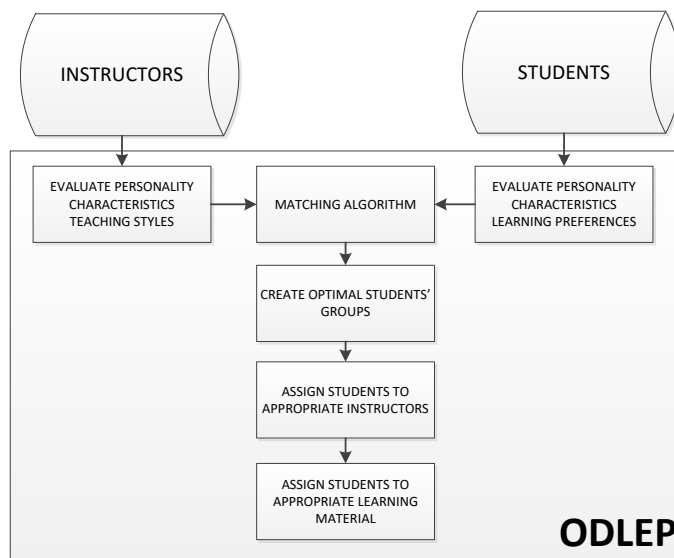 INSTRUCTORS
STUDENTS
EVALUATE PERSONALITY
CHARACTERISTICS
TEACHING STYLES
MATCHING ALGORITHM
EVALUATE PERSONALITY
CHARACTERISTICS
LEARNING PREFERENCES
CREATE OPTIMAL STUDENTS’
GROUPS
ASSIGN STUDENTS TO
APPROPRIATE INSTRUCTORS
ASSIGN STUDENTS TO
APPROPRIATE LEARNING
MATERIAL
ODLEP